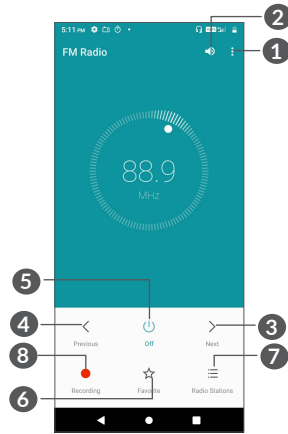 2
5:11 PM
FM Radio
1
88.9
MHz
5
4
3
Previous
Off
Next
8
7
6
Recording
Favorite
Radio Stations